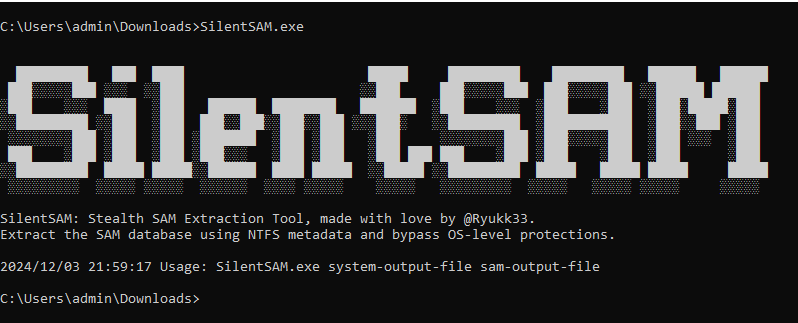 C:\Users\admin\Downloads>SilentSAM.exe
SilentSAM
SilentSAM: Stealth SAM Extraction Tool, made with love by @Ryukk33.
Extract the SAM database using NTFS metadata and bypass OS-level protections.
2024/12/03 21:59:17 Usage: SilentSAM.exe system-output-file sam-output-file
C:\Users\admin\Downloads>